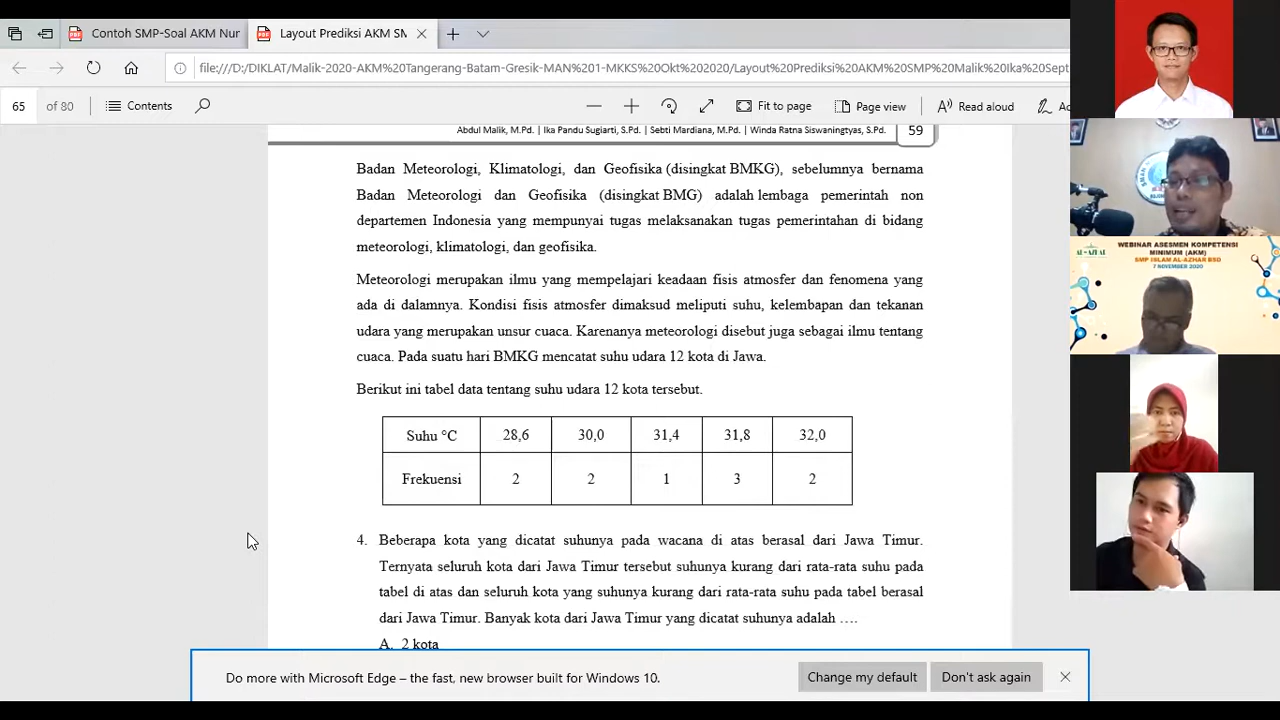 Contoh SMP-Soal AKM Nur
Layout Prediksi AKM SM
file:///D:/DIKLAT/Malik-2020-AKM%20Tangerang-Batam-Gresik-MAN%201-MKKS%20Okt%202020/Layout%20Prediksi%20AKM%20SMP%20Malik%20Ika%20Sept
65
of 80
Contents
Fit to page
Page view
Read aloud
Abdul Malik, M.Pd. | Ika Pandu Sugiarti, S.Pd. | Sebti Mardiana, M.Pd. | Winda Ratna Siswaningtyas, S.Pd.
59
Badan Meteorologi, Klimatologi, dan Geofisika (disingkat BMKG), sebelumnya bernama
Badan Meteorologi dan Geofisika (disingkat BMG) adalah lembaga pemerintah non
departemen Indonesia yang mempunyai tugas melaksanakan tugas pemerintahan di bidang
meteorologi, klimatologi, dan geofisika.
Meteorologi merupakan ilmu yang mempelajari keadaan fisis atmosfer dan fenomena yang
ada di dalamnya. Kondisi fisis atmosfer dimaksud meliputi suhu, kelembapan dan tekanan
udara yang merupakan unsur cuaca. Karenanya meteorologi disebut juga sebagai ilmu tentang
cuaca. Pada suatu hari BMKG mencatat suhu udara 12 kota di Jawa.
Berikut ini tabel data tentang suhu udara 12 kota tersebut.
Suhu °C 28,6 30,0 31,4 31,8 32,0
Frekuensi 2 2 1 3 2
4. Beberapa kota yang dicatat suhunya pada wacana di atas berasal dari Jawa Timur.
Ternyata seluruh kota dari Jawa Timur tersebut suhunya kurang dari rata-rata suhu pada
tabel di atas dan seluruh kota yang suhunya kurang dari rata-rata suhu pada tabel berasal
dari Jawa Timur. Banyak kota dari Jawa Timur yang dicatat suhunya adalah ….
A. 2 kota
Do more with Microsoft Edge – the fast, new browser built for Windows 10.
Change my default
Don't ask again
WEBINAR ASESMEN KOMPETENSI
MINIMUM (AKM)
SMP ISLAM AL-AZHAR BSD
7 NOVEMBER 2020